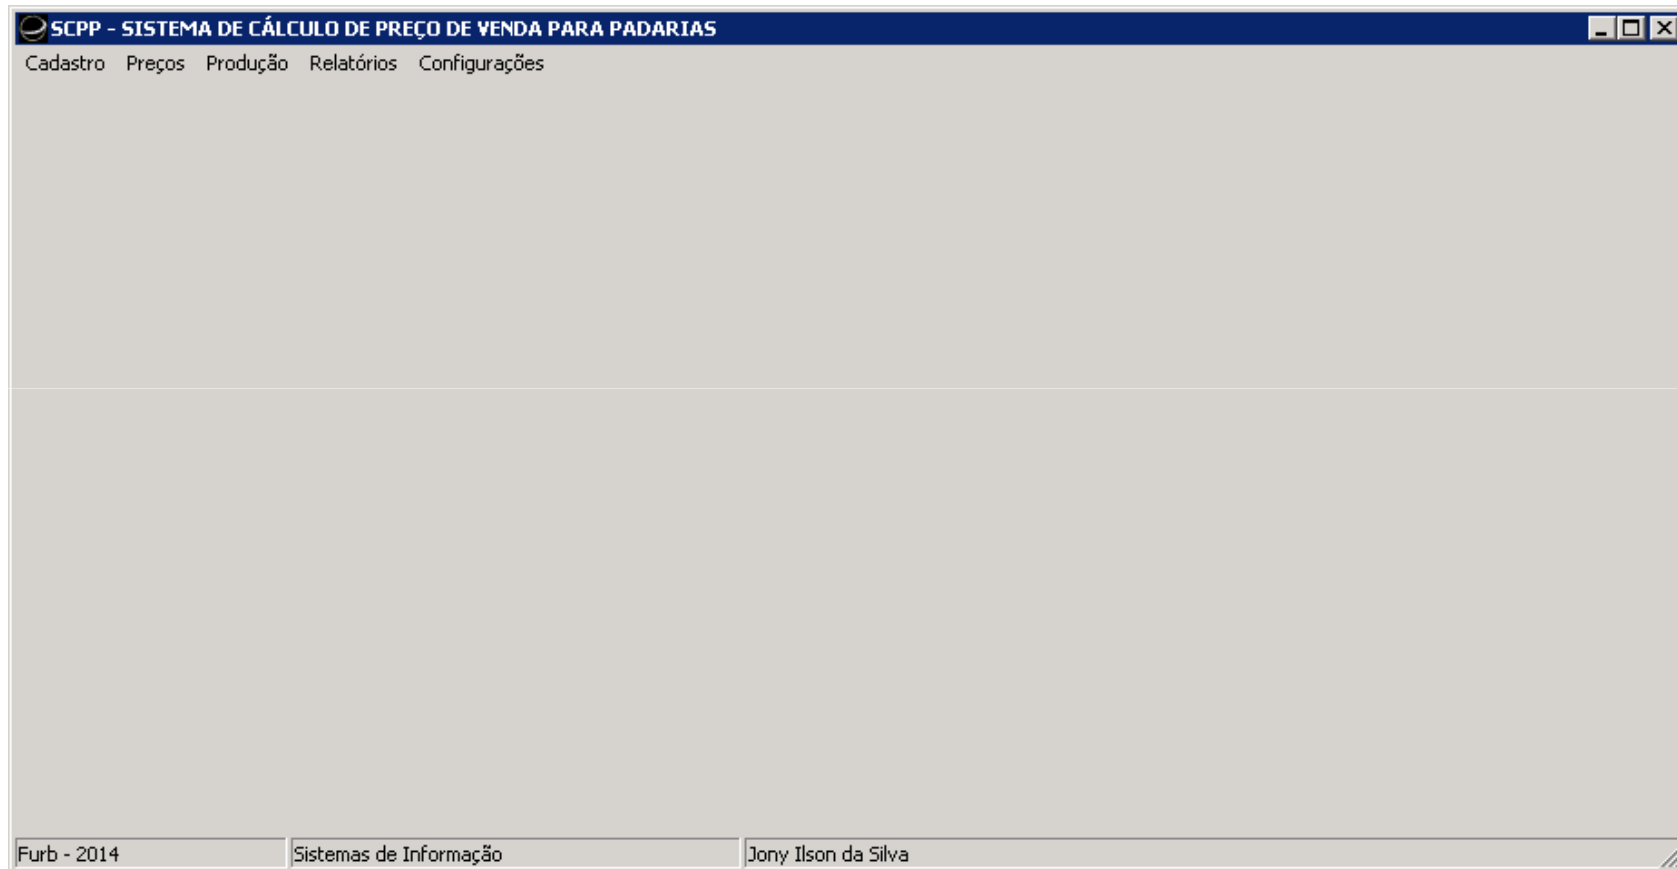 SCPP - SISTEMA DE CÁLCULO DE PREÇO DE VENDA PARA PADARIAS
Cadastro Preços Produção Relatórios Configurações
Furb - 2014 Sistemas de Informação Jony Ilson da Silva